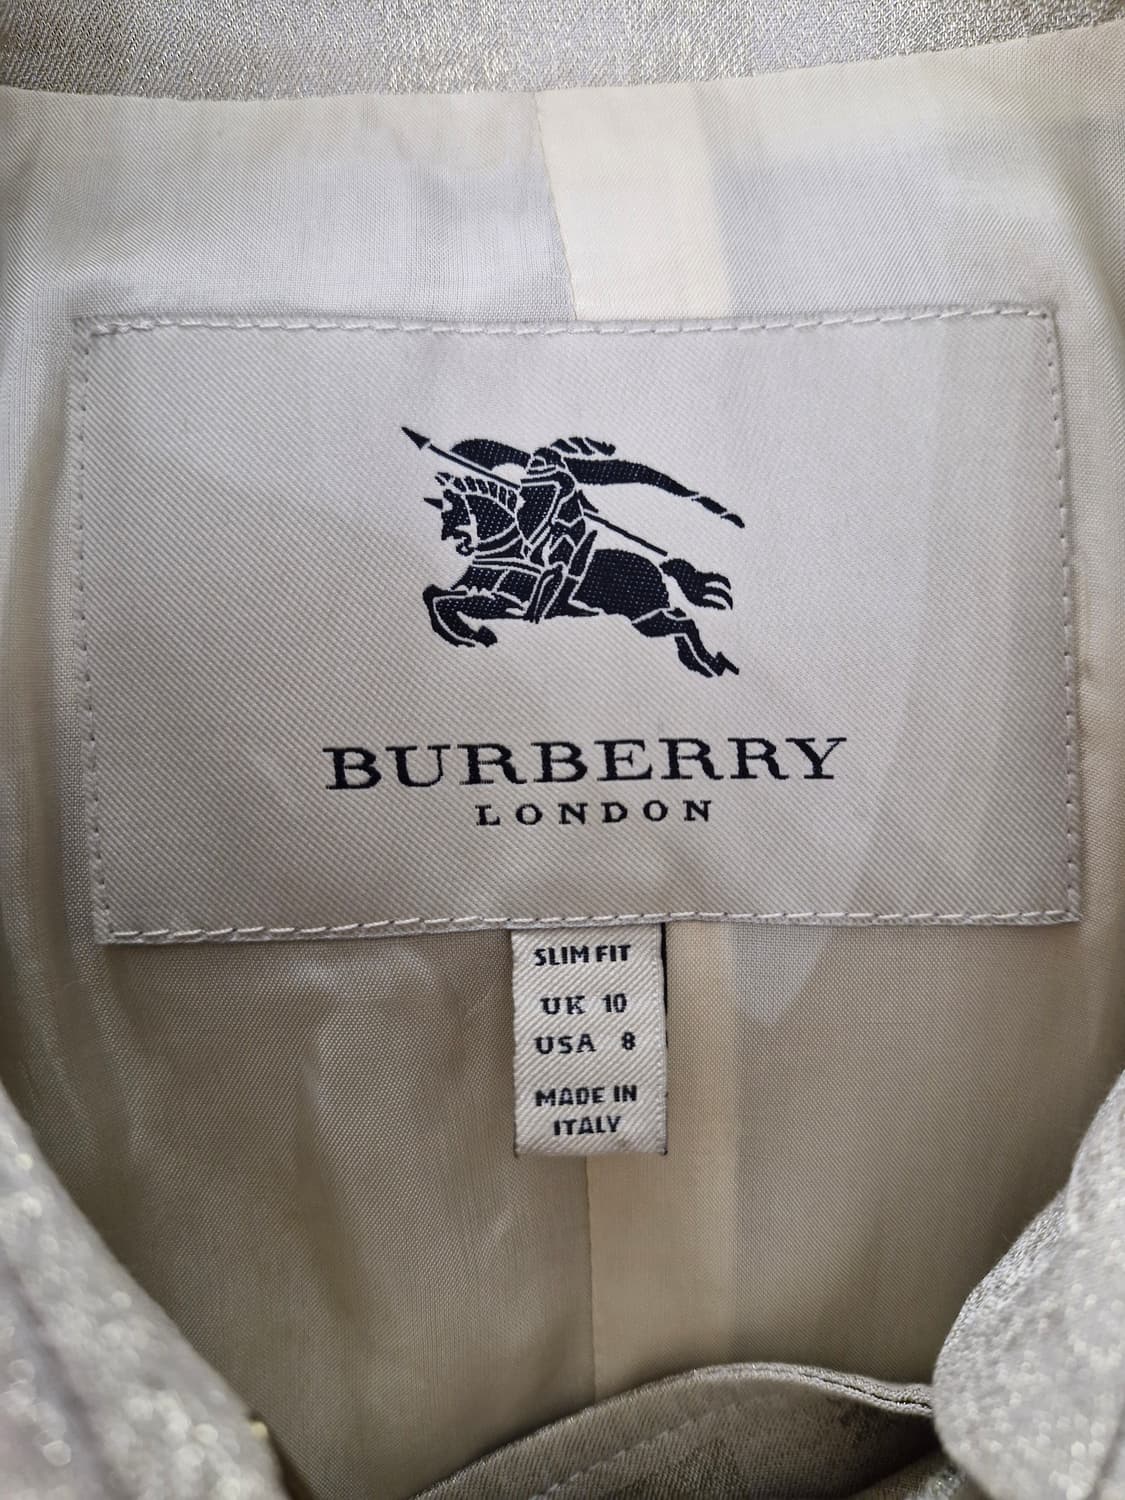 BURBERRY
LONDON
SLIM FIT
UK 10
USA 8
MADE IN
ITALY